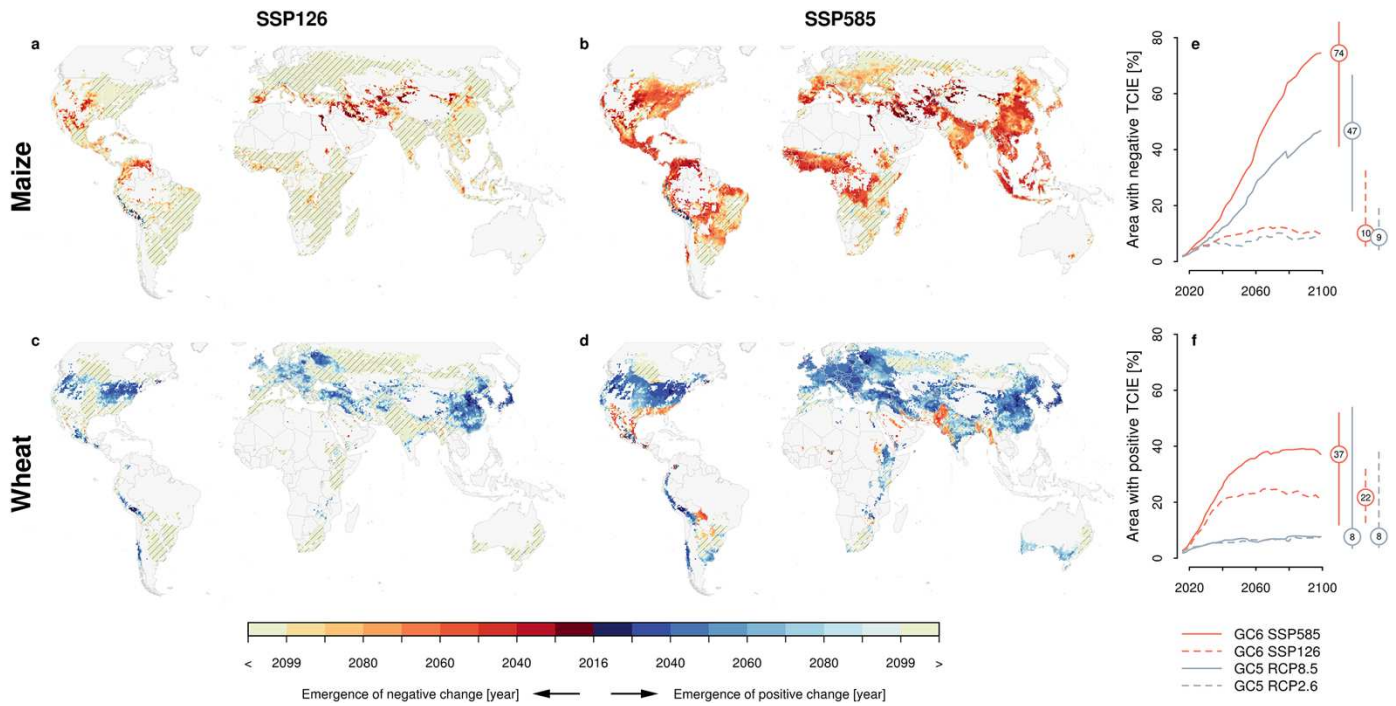 SSP126
SSP585
Maize
a
b
e
Area with negative TCIE [%]
80
60
40
20
0
74
47
10
9
2020
2060
2100
Wheat
c
d
f
Area with positive TCIE [%]
80
60
40
20
0
37
22
8
8
2020
2060
2100
< 2099 2080 2060 2040 2016 2040 2060 2080 2099 >
Emergence of negative change [year]
Emergence of positive change [year]
GC6 SSP585
GC6 SSP126
GC5 RCP8.5
GC5 RCP2.6